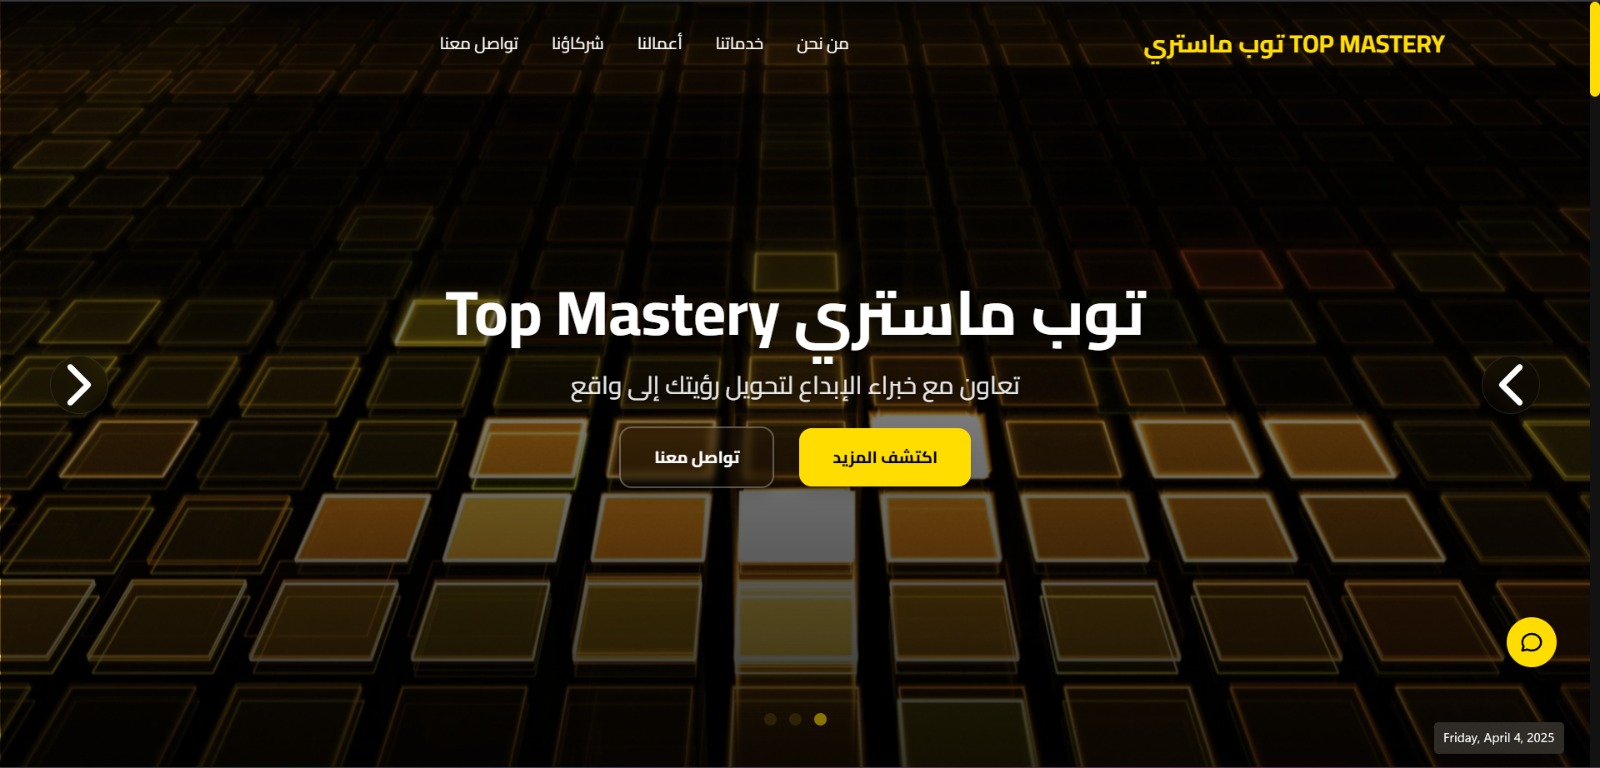 توب ماستري TOP MASTERY
من نحن
خدماتنا
أعمالنا
شركاؤنا
تواصل معنا
توب ماستري Top Mastery
تعاون مع خبراء الإبداع لتحويل رؤيتك إلى واقع
اكتشف المزيد
تواصل معنا
Friday, April 4, 2025